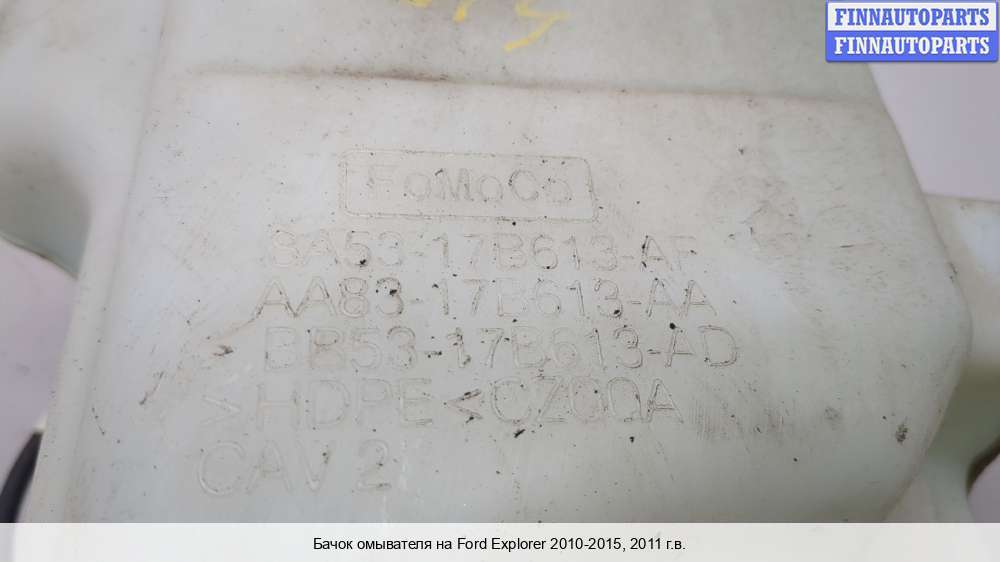 FINNAUTOPARTS
FINNAUTOPARTS
FoMoCo
8A53-17B613-AF
AA83-17B613-AA
BB53-17B613-AD
>HDPE<
CAV 2
Бачок омывателя на Ford Explorer 2010-2015, 2011 г.в.